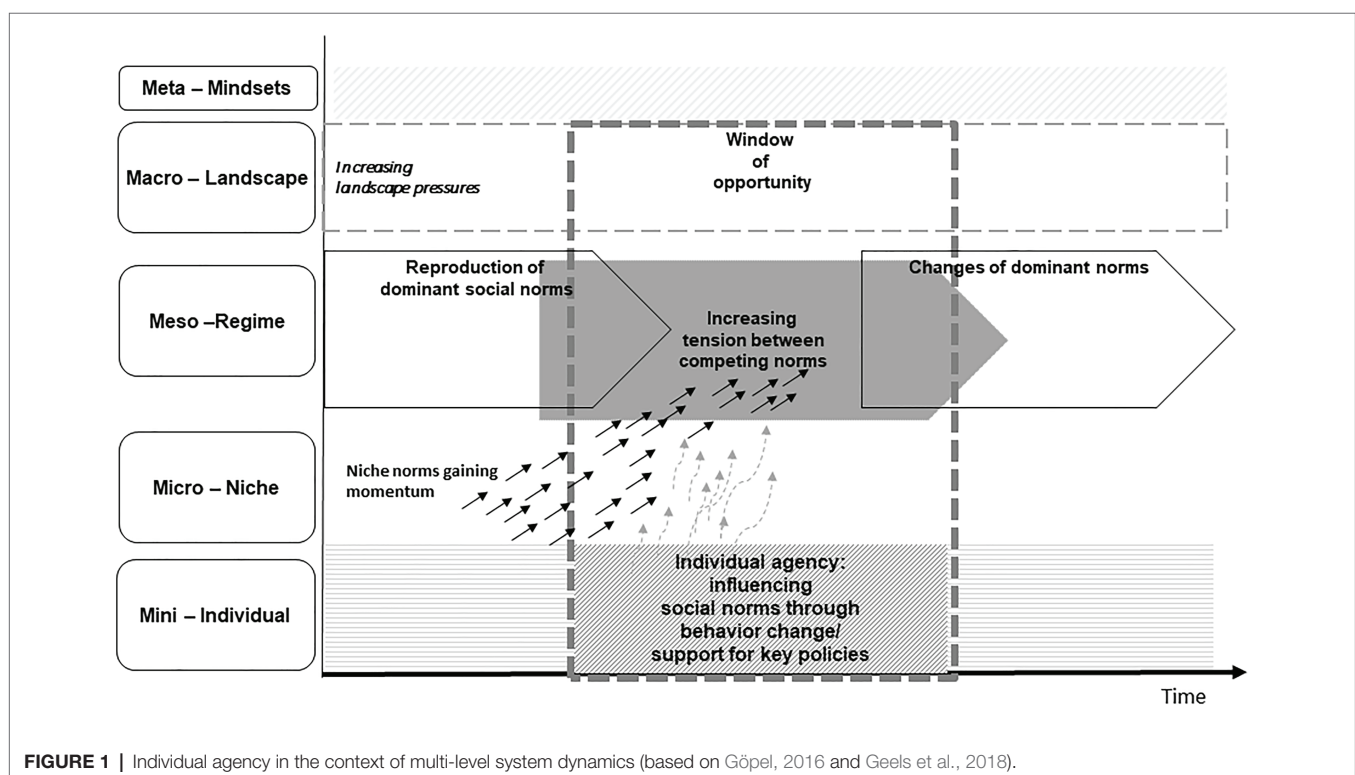 Meta – Mindsets
Macro – Landscape
Increasing
landscape pressures
Window
of
opportunity
Meso –Regime
Reproduction of
dominant social norms
Increasing
tension between
competing norms
Changes of dominant norms
Micro – Niche
Niche norms gaining
momentum
Mini – Individual
Individual agency:
influencing
social norms through
behavior change/
support for key policies
Time
FIGURE 1 | Individual agency in the context of multi-level system dynamics (based on Göpel, 2016 and Geels et al., 2018).